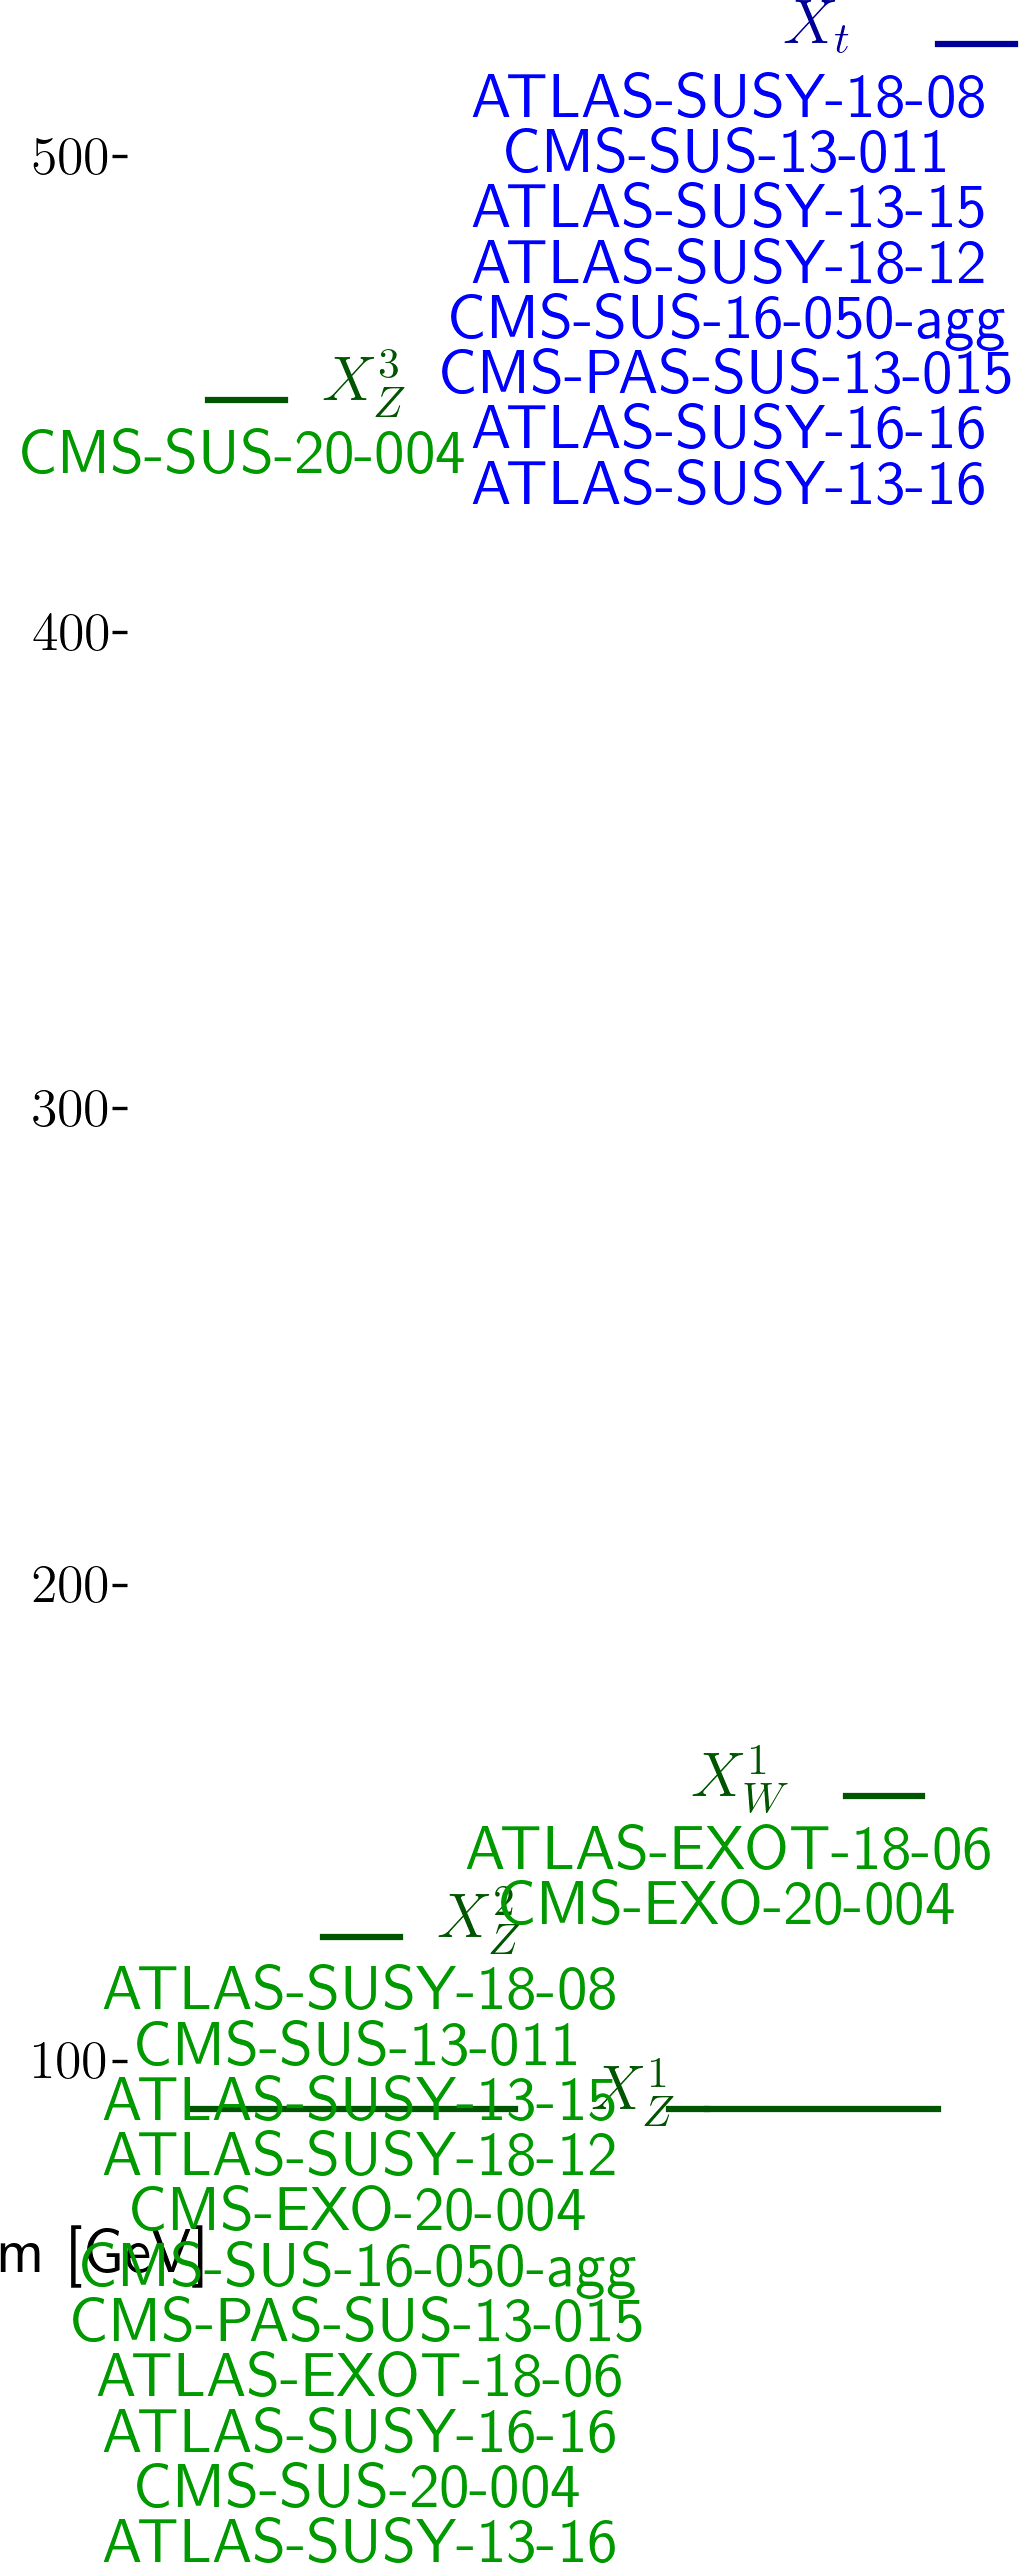 X_t
ATLAS-SUSY-18-08
500- CMS-SUS-13-011
ATLAS-SUSY-13-15
ATLAS-SUSY-18-12
CMS-SUS-16-050-agg
X_Z^3 CMS-PAS-SUS-13-015
CMS-SUS-20-004 ATLAS-SUSY-16-16
ATLAS-SUSY-13-16
400-
300-
200-
X_W^1
ATLAS-EXOT-18-06
X_Z^2 CMS-EXO-20-004
ATLAS-SUSY-18-08
100- CMS-SUS-13-011
ATLAS-SUSY-13-15 X_Z^1
ATLAS-SUSY-18-12
CMS-EXO-20-004
m [GeV]
CMS-SUS-16-050-agg
CMS-PAS-SUS-13-015
ATLAS-EXOT-18-06
ATLAS-SUSY-16-16
CMS-SUS-20-004
ATLAS-SUSY-13-16